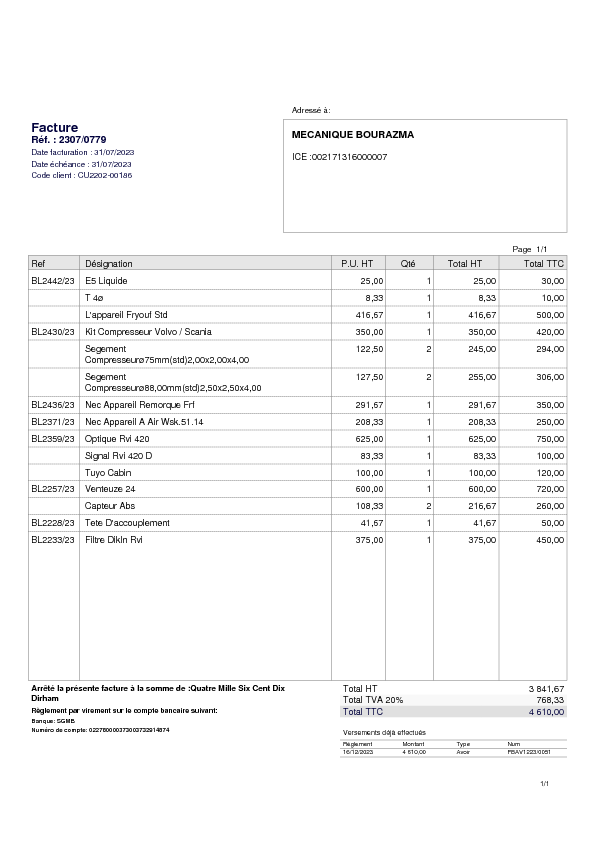 Adressé à:
Facture
Réf. : 2307/0779
Date facturation : 31/07/2023
Date échéance : 31/07/2023
Code client : CU2202-00186
MECANIQUE BOURAZMA
ICE :002171316000007
Page 1/1
Ref Désignation P.U. HT Qté Total HT Total TTC
BL2442/23 E5 Liquide 25,00 1 25,00 30,00
T 4ø 8,33 1 8,33 10,00
L'appareil Fryouf Std 416,67 1 416,67 500,00
BL2430/23 Kit Compresseur Volvo / Scania 350,00 1 350,00 420,00
Segement 122,50 2 245,00 294,00
Compresseurø75mm(std)2,00x2,00x4,00
Segement 127,50 2 255,00 306,00
Compresseurø88,00mm(std)2,50x2,50x4,00
BL2436/23 Nec Appareil Remorque Frf 291,67 1 291,67 350,00
BL2371/23 Nec Appareil A Air Wsk.51.14 208,33 1 208,33 250,00
BL2359/23 Optique Rvi 420 625,00 1 625,00 750,00
Signal Rvi 420 D 83,33 1 83,33 100,00
Tuyo Cabin 100,00 1 100,00 120,00
BL2257/23 Venteuze 24 600,00 1 600,00 720,00
Capteur Abs 108,33 2 216,67 260,00
BL2228/23 Tete D'accouplement 41,67 1 41,67 50,00
BL2233/23 Filtre Dikln Rvi 375,00 1 375,00 450,00
Arrêté la présente facture à la somme de :Quatre Mille Six Cent Dix
Dirham
Règlement par virement sur le compte bancaire suivant:
Banque: SGMB
Numéro de compte: 022780000373003732914874
Total HT 3 841,67
Total TVA 20% 768,33
Total TTC 4 610,00
Versements déjà effectués
Règlement Montant Type Num
16/12/2023 4 610,00 Avoir FBAV1223/0051
1/1